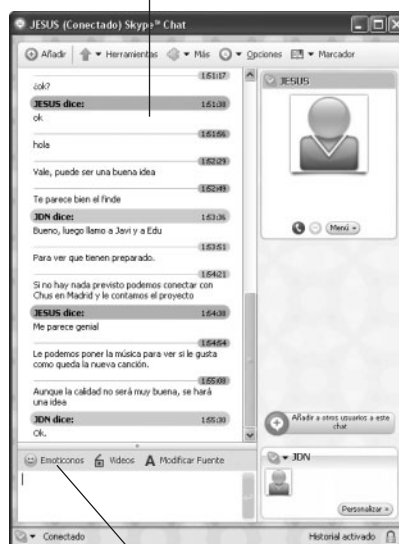 JESUS (Conectado) Skype™ Chat
Añadir Herramientas Más Opciones Marcador
1:51:17
¿ok?
JESUS dice: 1:51:38
ok
1:51:56
hola
1:52:29
Vale, puede ser una buena idea
1:52:49
Te parece bien el finde
JDN dice: 1:53:36
Bueno, luego llamo a Javi y a Edu
1:53:51
Para ver que tienen preparado.
1:54:21
Si no hay nada previsto podemos conectar con
Chus en Madrid y le contamos el proyecto
JESUS dice: 1:54:38
Me parece genial
1:54:54
Le podemos poner la música para ver si le gusta
como queda la nueva canción.
1:55:08
Aunque la calidad no será muy buena, se hará
una idea
JDN dice: 1:55:30
Ok.
Emoticonos Videos A Modificar Fuente
Conectado
JESUS
Menú
Añadir a otros usuarios a este
chat
JDN
Personalizar
Historial activado